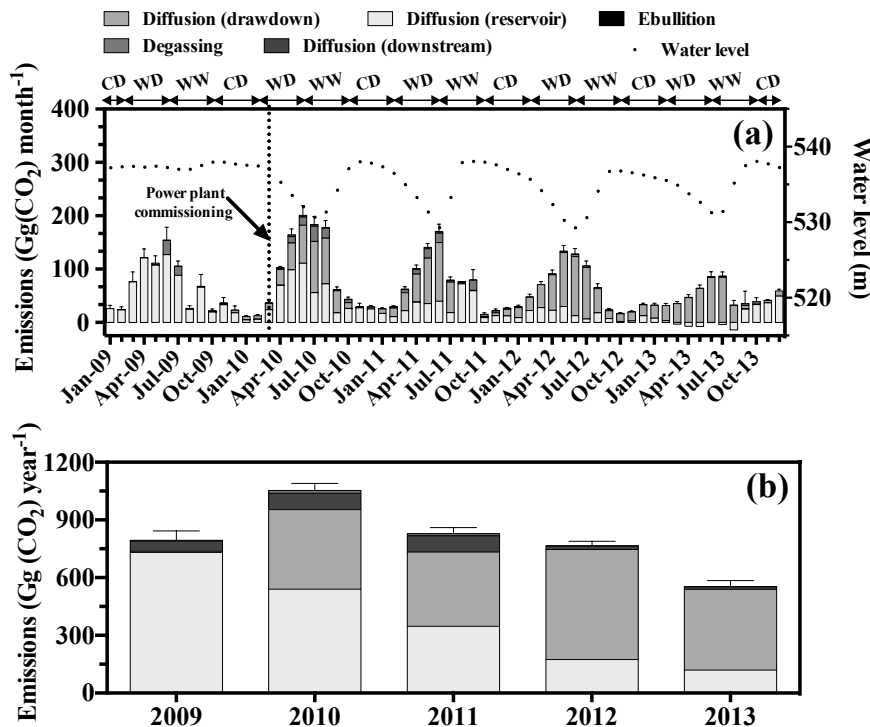 Diffusion (drawdown) Diffusion (reservoir) Ebullition
Degassing Diffusion (downstream) Water level
CD WD WW CD WD WW CD WD WW CD WD WW CD WD WW CD
(a)
Emissions (Gg(CO2) month-1)
400
300
200
100
0
Power plant
commissioning
Water level (m)
540
530
520
Jan-09 Apr-09 Jul-09 Oct-09 Jan-10 Apr-10 Jul-10 Oct-10 Jan-11 Apr-11 Jul-11 Oct-11 Jan-12 Apr-12 Jul-12 Oct-12 Jan-13 Apr-13 Jul-13 Oct-13
(b)
Emissions (Gg (CO2) year-1)
1200
900
600
300
0
2009 2010 2011 2012 2013